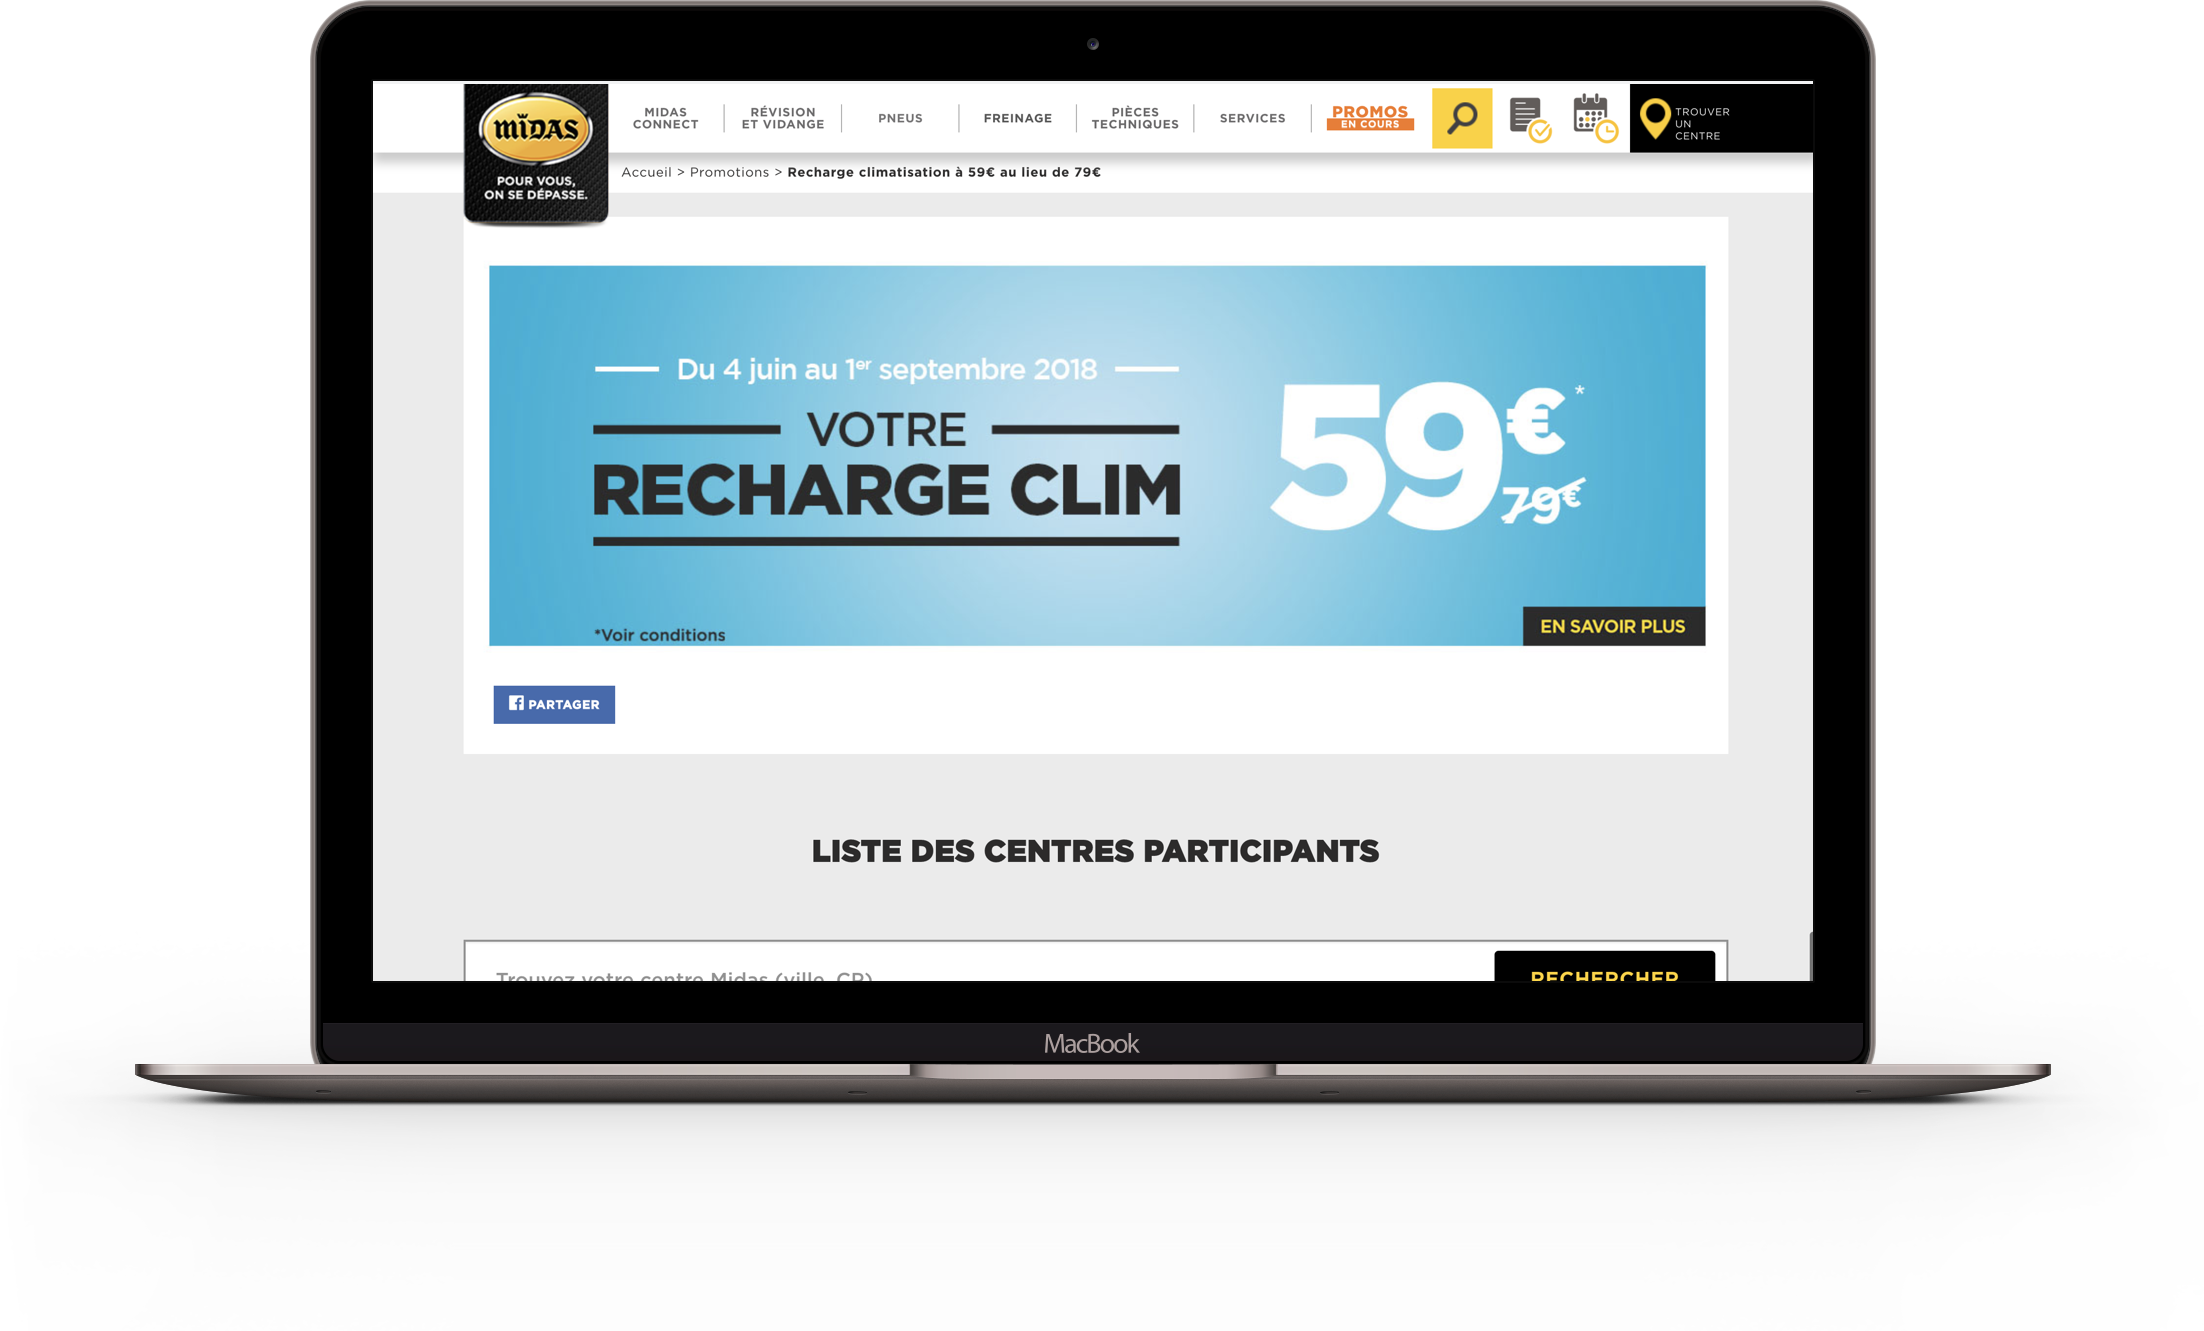 MIDAS
CONNECT
RÉVISION
ET VIDANGE
PNEUS
FREINAGE
PIÈCES
TECHNIQUES
SERVICES
PROMOS
EN COURS
TROUVER
UN
CENTRE
mïDAS
POUR VOUS,
ON SE DÉPASSE.
Accueil > Promotions > Recharge climatisation à 59€ au lieu de 79€
Du 4 juin au 1er septembre 2018
VOTRE
RECHARGE CLIM
59€*
79€
*Voir conditions
EN SAVOIR PLUS
PARTAGER
LISTE DES CENTRES PARTICIPANTS
Trouvez votre centre Midas (ville, CP)
RECHERCHER
MacBook